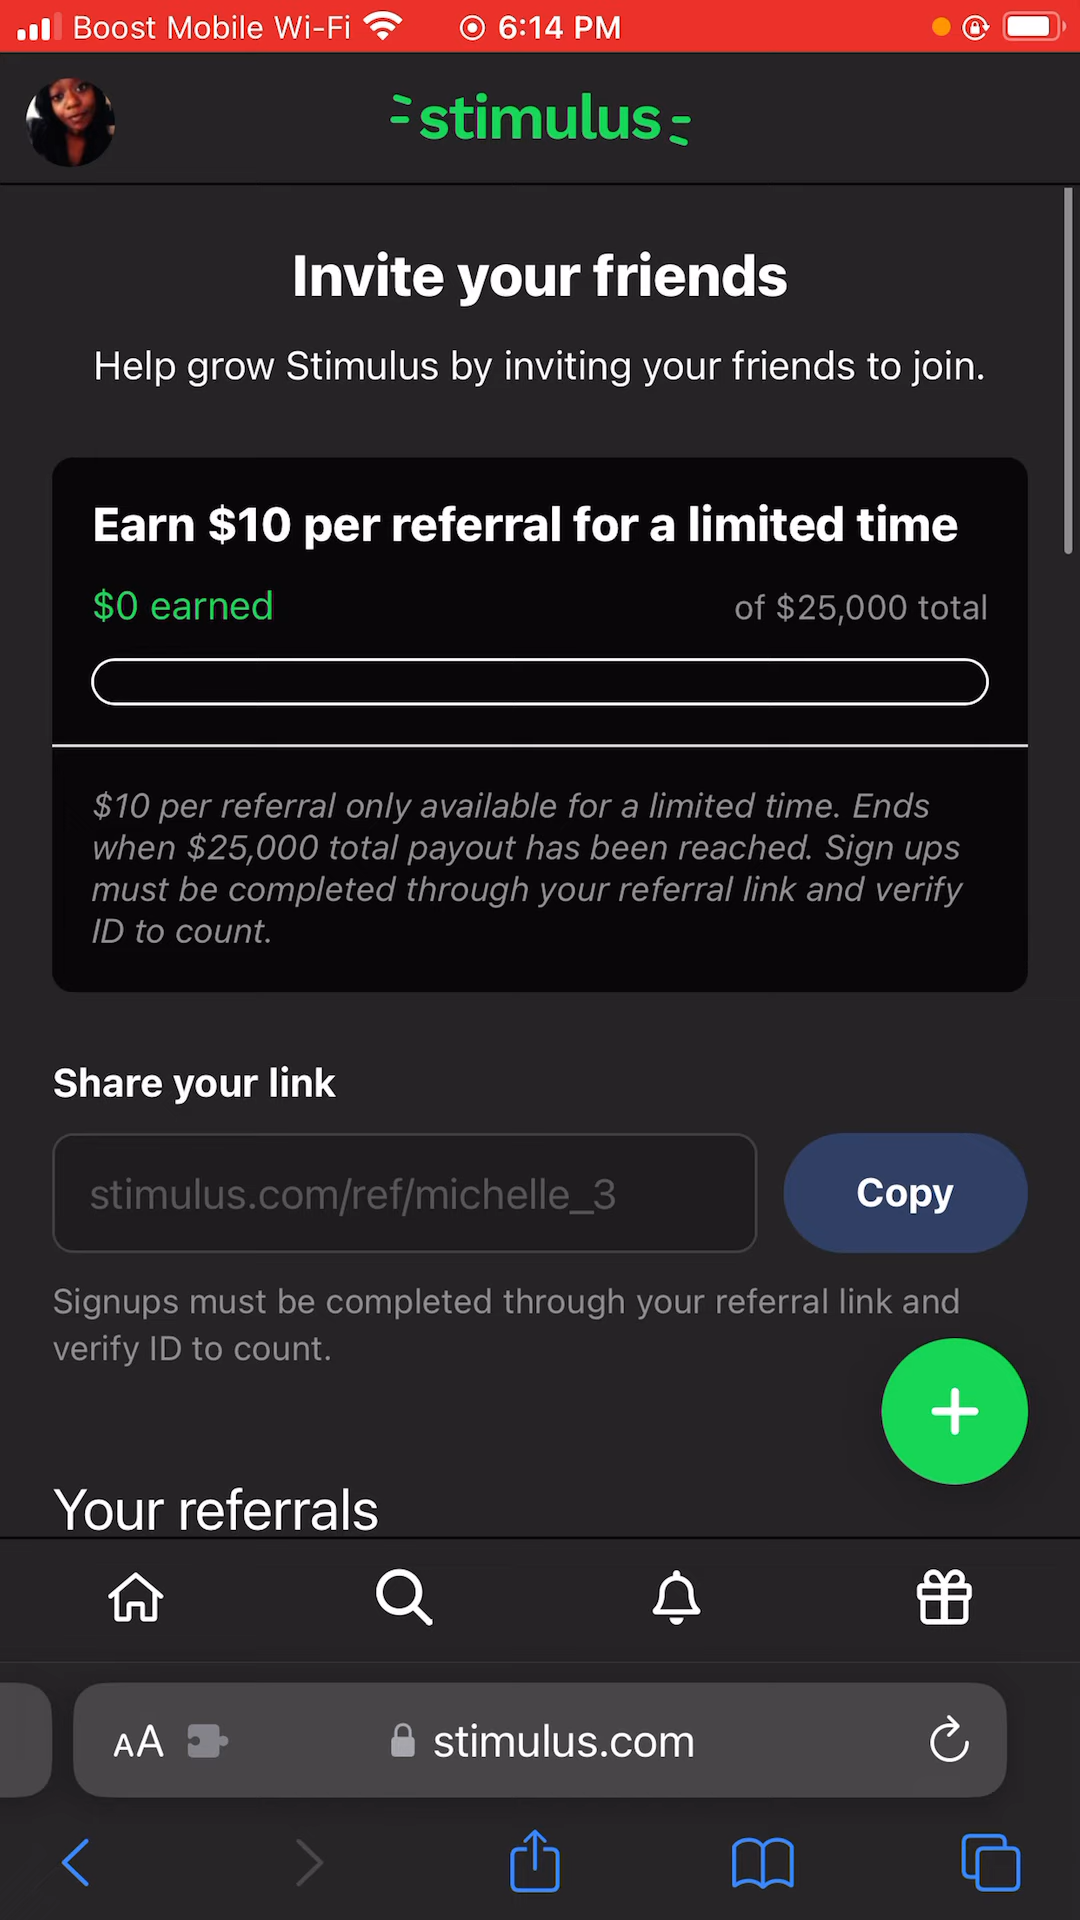 Boost Mobile Wi-Fi 6:14 PM
stimulus
Invite your friends
Help grow Stimulus by inviting your friends to join.
Earn $10 per referral for a limited time
$0 earned of $25,000 total
$10 per referral only available for a limited time. Ends
when $25,000 total payout has been reached. Sign ups
must be completed through your referral link and verify
ID to count.
Share your link
stimulus.com/ref/michelle_3 Copy
Signups must be completed through your referral link and
verify ID to count.
+
Your referrals
AA stimulus.com